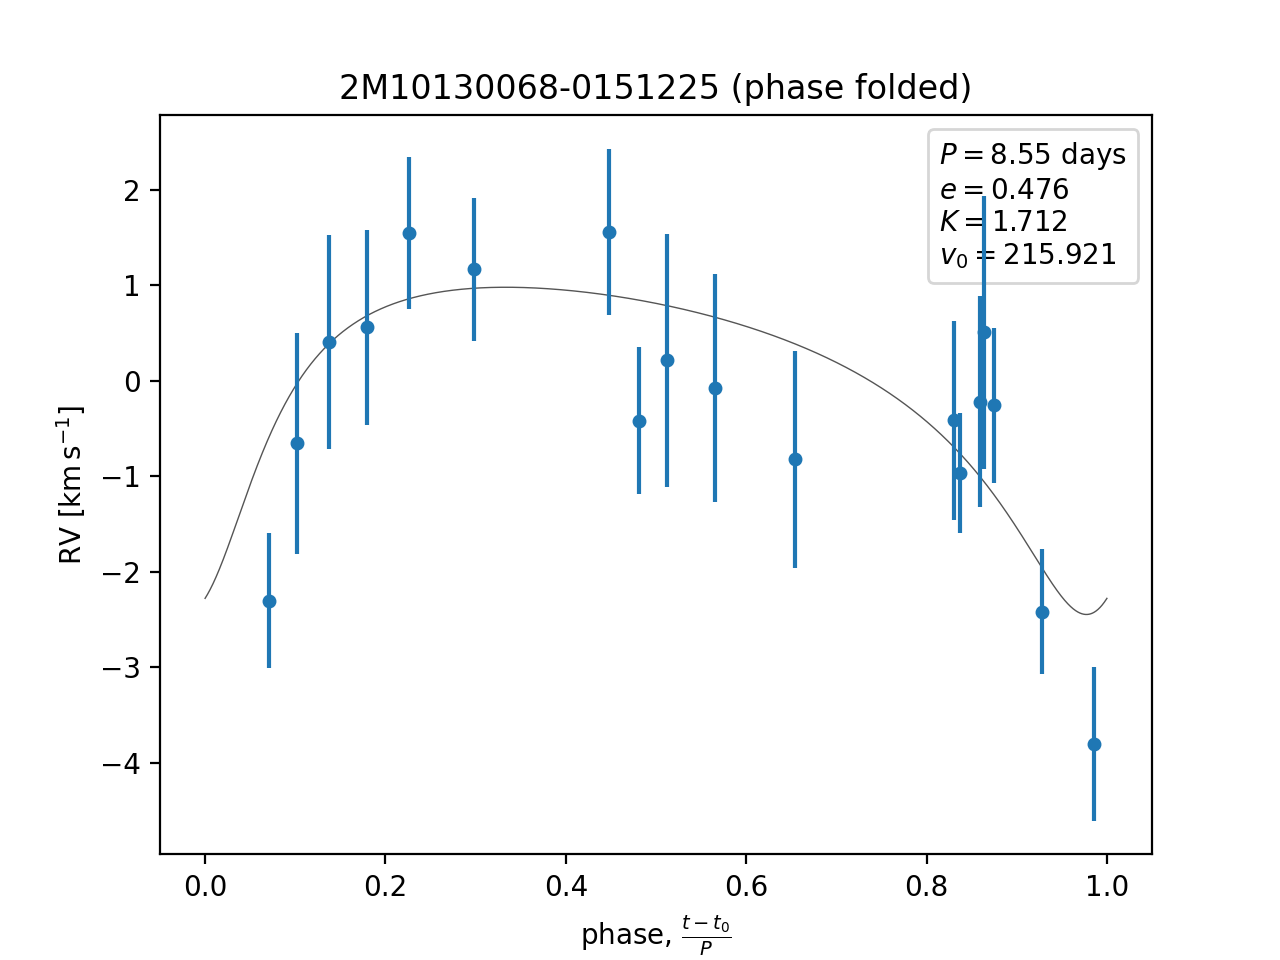 2M10130068-0151225 (phase folded)
P = 8.55 days
e = 0.476
K = 1.712
v₀ = 215.921
2
1
0
−1
−2
−3
−4
RV [km s⁻¹]
0.0 0.2 0.4 0.6 0.8 1.0
phase, (t − t₀)/P